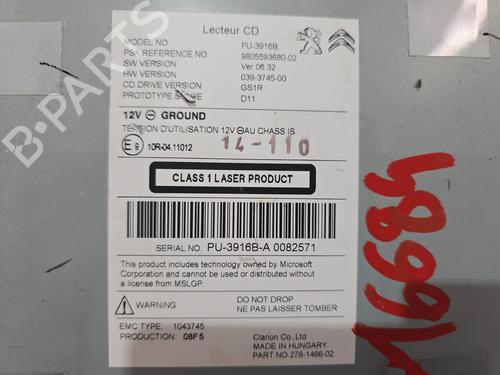 Lecteur CD
MODEL NO PU-3916B
PSA REFERENCE NO. 9805593680-02
SW VERSION Ver 06.32
HW VERSION 039-3745-00
CD DRIVE VERSION GS1R
PROTOTYPE STAGE D11
12V ⊖ GROUND
TENSION D'UTILISATION 12V ⊖AU CHASSIS
E 9 10R-04.11012 14-110
CLASS 1 LASER PRODUCT
SERIAL NO. PU-3916B-A 0082571
This product includes technology owned by Microsoft
Corporation and cannot be used or distributed without
a license from MSLGP.
WARNING DO NOT DROP
NE PAS LAISSER TOMBER
EMC TYPE: 1043745
PRODUCTION: 08F5
Clarion Co.,Ltd
MADE IN HUNGARY
PART NO.276-1466-02
B-PARTS